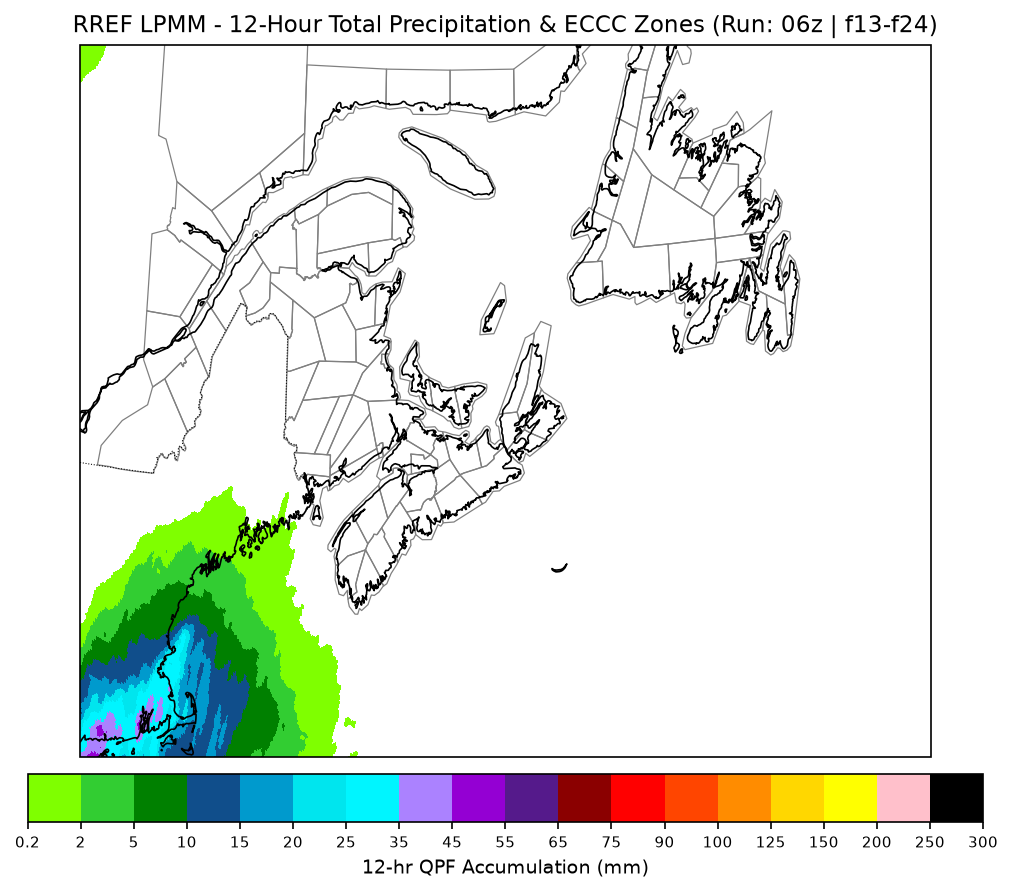 RREF LPMM - 12-Hour Total Precipitation & ECCC Zones (Run: 06z | f13-f24)
0.2 2 5 10 15 20 25 35 45 55 65 75 90 100 125 150 200 250 300
12-hr QPF Accumulation (mm)